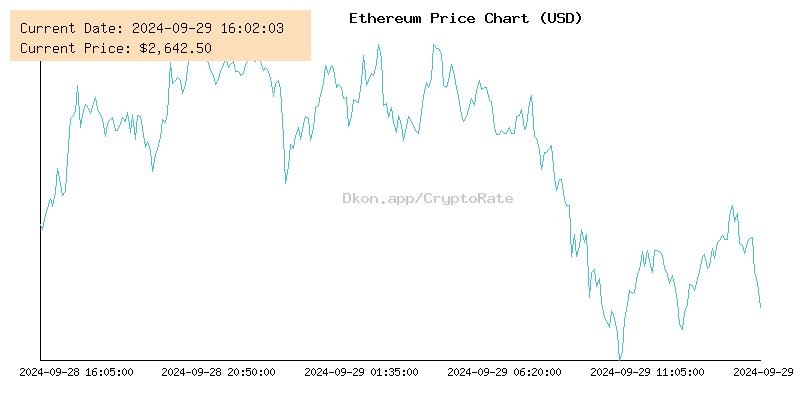 Ethereum Price Chart (USD)
Current Date: 2024-09-29 16:02:03
Current Price: $2,642.50
Dkon.app/CryptoRate
2024-09-28 16:05:00 2024-09-28 20:50:00 2024-09-29 01:35:00 2024-09-29 06:20:00 2024-09-29 11:05:00 2024-09-29